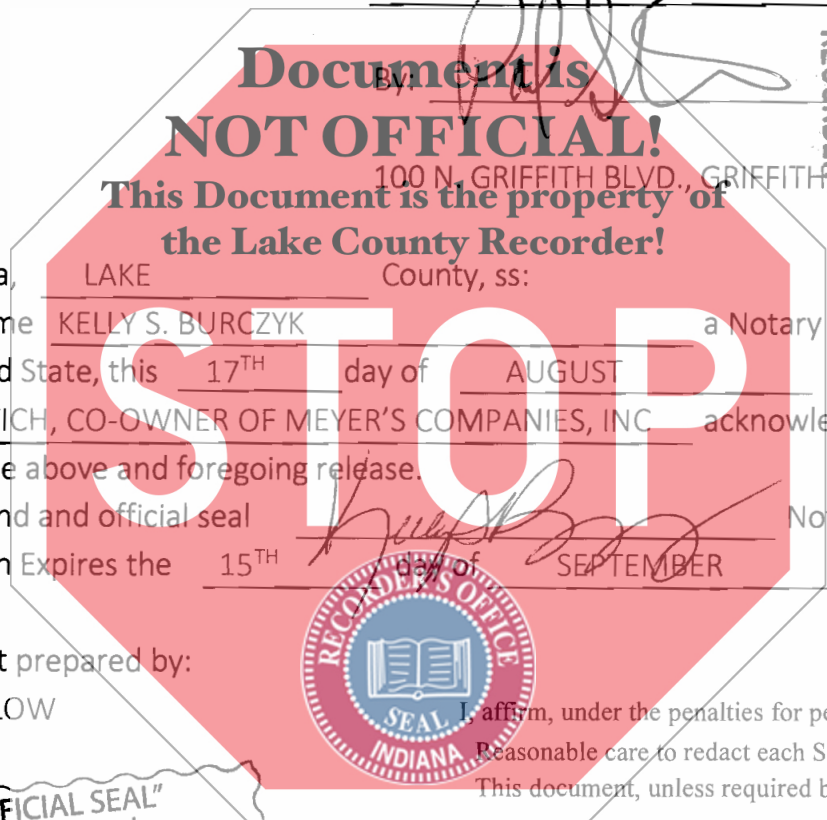 Document is
By:
NOT OFFICIAL!
100 N. GRIFFITH BLVD., GRIFFITH
This Document is the property of
the Lake County Recorder!
LAKE County, ss:
KELLY S. BURCZYK a Notary
State, this 17TH day of AUGUST
ICH, CO-OWNER OF MEYER'S COMPANIES, INC acknowle
above and foregoing release.
and official seal
Expires the 15TH day of SEPTEMBER
STOP
RECORDER'S OFFICE
SEAL
INDIANA
prepared by:
LOW
I, affirm, under the penalties for pe
Reasonable care to redact each S
This document, unless required b
FICIAL SEAL"